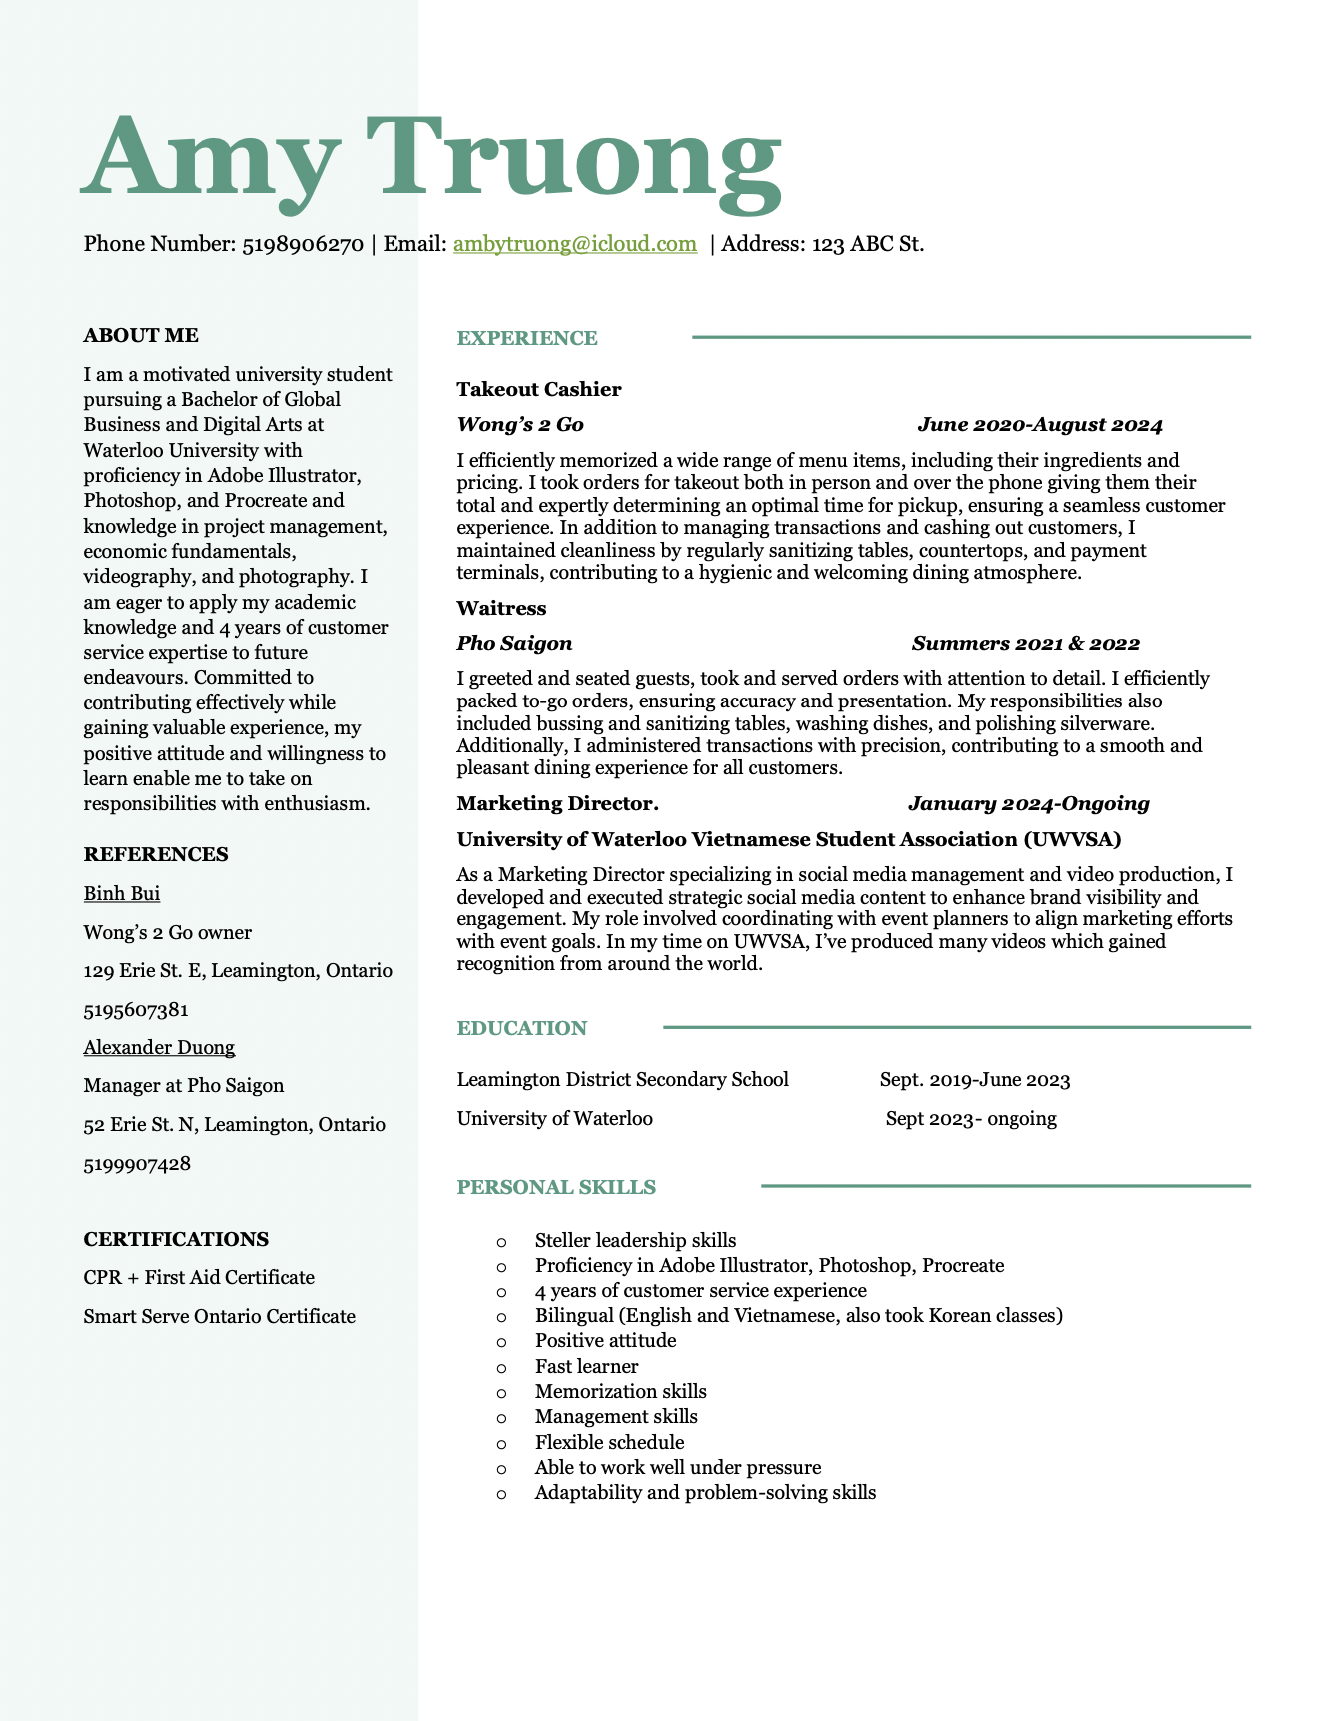 Amy Truong
Phone Number: 5198906270 | Email: ambytruong@icloud.com | Address: 123 ABC St.
ABOUT ME
I am a motivated university student
pursuing a Bachelor of Global
Business and Digital Arts at
Waterloo University with
proficiency in Adobe Illustrator,
Photoshop, and Procreate and
knowledge in project management,
economic fundamentals,
videography, and photography. I
am eager to apply my academic
knowledge and 4 years of customer
service expertise to future
endeavours. Committed to
contributing effectively while
gaining valuable experience, my
positive attitude and willingness to
learn enable me to take on
responsibilities with enthusiasm.
REFERENCES
Binh Bui
Wong's 2 Go owner
129 Erie St. E, Leamington, Ontario
5195607381
Alexander Duong
Manager at Pho Saigon
52 Erie St. N, Leamington, Ontario
5199907428
CERTIFICATIONS
CPR + First Aid Certificate
Smart Serve Ontario Certificate
EXPERIENCE
Takeout Cashier
Wong's 2 Go June 2020-August 2024
I efficiently memorized a wide range of menu items, including their ingredients and
pricing. I took orders for takeout both in person and over the phone giving them their
total and expertly determining an optimal time for pickup, ensuring a seamless customer
experience. In addition to managing transactions and cashing out customers, I
maintained cleanliness by regularly sanitizing tables, countertops, and payment
terminals, contributing to a hygienic and welcoming dining atmosphere.
Waitress
Pho Saigon Summers 2021 & 2022
I greeted and seated guests, took and served orders with attention to detail. I efficiently
packed to-go orders, ensuring accuracy and presentation. My responsibilities also
included bussing and sanitizing tables, washing dishes, and polishing silverware.
Additionally, I administered transactions with precision, contributing to a smooth and
pleasant dining experience for all customers.
Marketing Director. January 2024-Ongoing
University of Waterloo Vietnamese Student Association (UWVSA)
As a Marketing Director specializing in social media management and video production, I
developed and executed strategic social media content to enhance brand visibility and
engagement. My role involved coordinating with event planners to align marketing efforts
with event goals. In my time on UWVSA, I've produced many videos which gained
recognition from around the world.
EDUCATION
Leamington District Secondary School Sept. 2019-June 2023
University of Waterloo Sept 2023- ongoing
PERSONAL SKILLS
o Steller leadership skills
o Proficiency in Adobe Illustrator, Photoshop, Procreate
o 4 years of customer service experience
o Bilingual (English and Vietnamese, also took Korean classes)
o Positive attitude
o Fast learner
o Memorization skills
o Management skills
o Flexible schedule
o Able to work well under pressure
o Adaptability and problem-solving skills